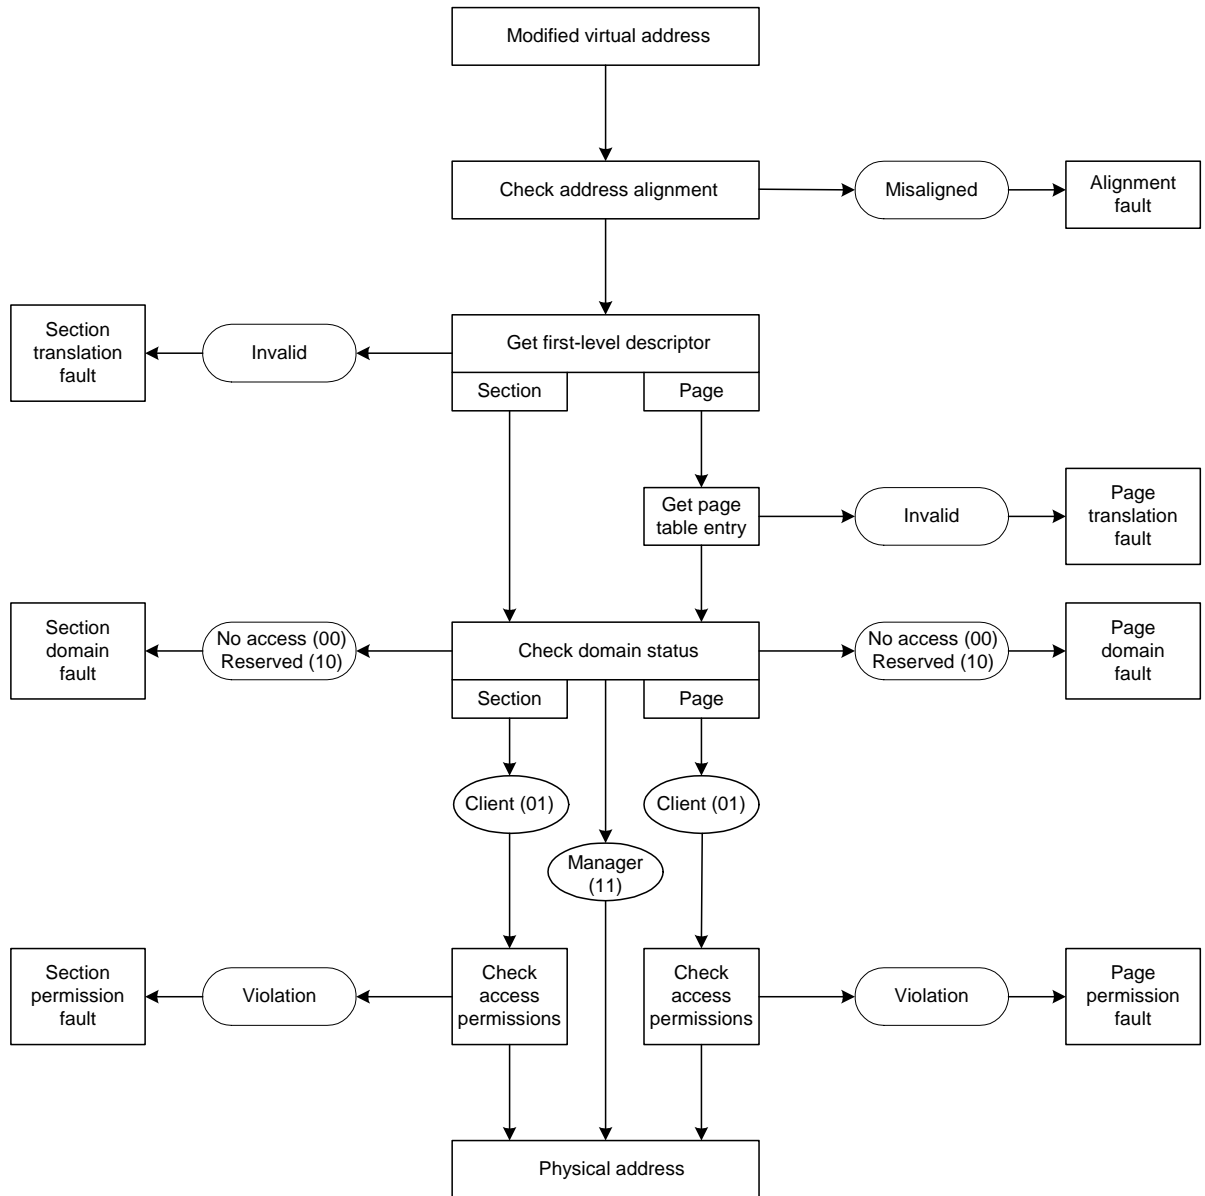 Modified virtual address
Check address alignment
Misaligned
Alignment
fault
Section
translation
fault
Invalid
Get first-level descriptor
Section
Page
Get page
table entry
Invalid
Page
translation
fault
Section
domain
fault
No access (00)
Reserved (10)
Check domain status
No access (00)
Reserved (10)
Page
domain
fault
Section
Page
Client (01)
Client (01)
Manager
(11)
Section
permission
fault
Violation
Check
access
permissions
Check
access
permissions
Violation
Page
permission
fault
Physical address